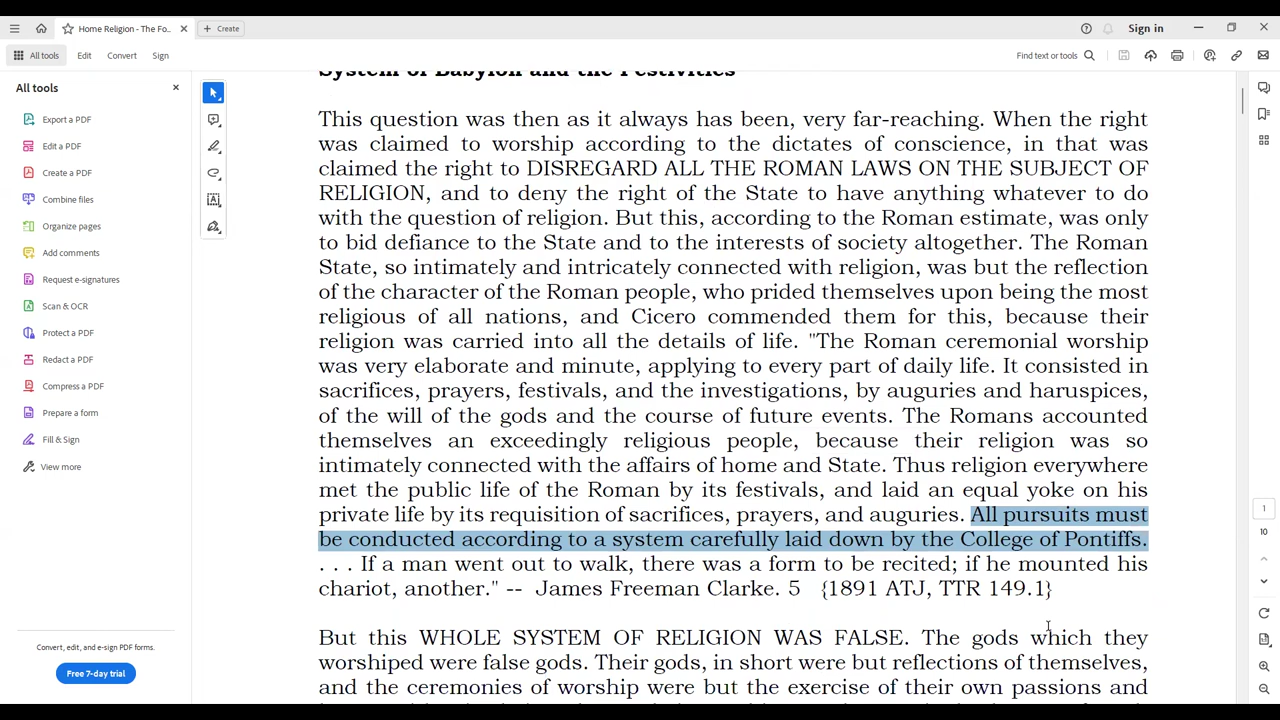 Home Religion - The Fo...
Create
Sign in
All tools
Edit
Convert
Sign
Find text or tools
All tools
Export a PDF
Edit a PDF
Create a PDF
Combine files
Organize pages
Add comments
Request e-signatures
Scan & OCR
Protect a PDF
Redact a PDF
Compress a PDF
Prepare a form
Fill & Sign
View more
Convert, edit, and e-sign PDF forms.
Free 7-day trial
System of Babylon and the Festivities
This question was then as it always has been, very far-reaching. When the right
was claimed to worship according to the dictates of conscience, in that was
claimed the right to DISREGARD ALL THE ROMAN LAWS ON THE SUBJECT OF
RELIGION, and to deny the right of the State to have anything whatever to do
with the question of religion. But this, according to the Roman estimate, was only
to bid defiance to the State and to the interests of society altogether. The Roman
State, so intimately and intricately connected with religion, was but the reflection
of the character of the Roman people, who prided themselves upon being the most
religious of all nations, and Cicero commended them for this, because their
religion was carried into all the details of life. "The Roman ceremonial worship
was very elaborate and minute, applying to every part of daily life. It consisted in
sacrifices, prayers, festivals, and the investigations, by auguries and haruspices,
of the will of the gods and the course of future events. The Romans accounted
themselves an exceedingly religious people, because their religion was so
intimately connected with the affairs of home and State. Thus religion everywhere
met the public life of the Roman by its festivals, and laid an equal yoke on his
private life by its requisition of sacrifices, prayers, and auguries. All pursuits must
be conducted according to a system carefully laid down by the College of Pontiffs.
. . . If a man went out to walk, there was a form to be recited; if he mounted his
chariot, another." -- James Freeman Clarke. 5 {1891 ATJ, TTR 149.1}
But this WHOLE SYSTEM OF RELIGION WAS FALSE. The gods which they
worshiped were false gods. Their gods, in short were but reflections of themselves,
and the ceremonies of worship were but the exercise of their own passions and
1
10